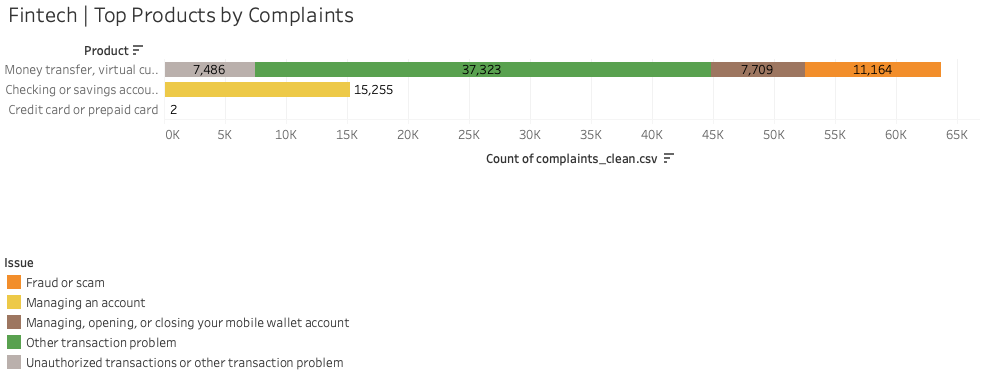 Fintech | Top Products by Complaints
Product
Money transfer, virtual cu.. 7,486 37,323 7,709 11,164
Checking or savings accou.. 15,255
Credit card or prepaid card 2
0K 5K 10K 15K 20K 25K 30K 35K 40K 45K 50K 55K 60K 65K
Count of complaints_clean.csv
Issue
Fraud or scam
Managing an account
Managing, opening, or closing your mobile wallet account
Other transaction problem
Unauthorized transactions or other transaction problem